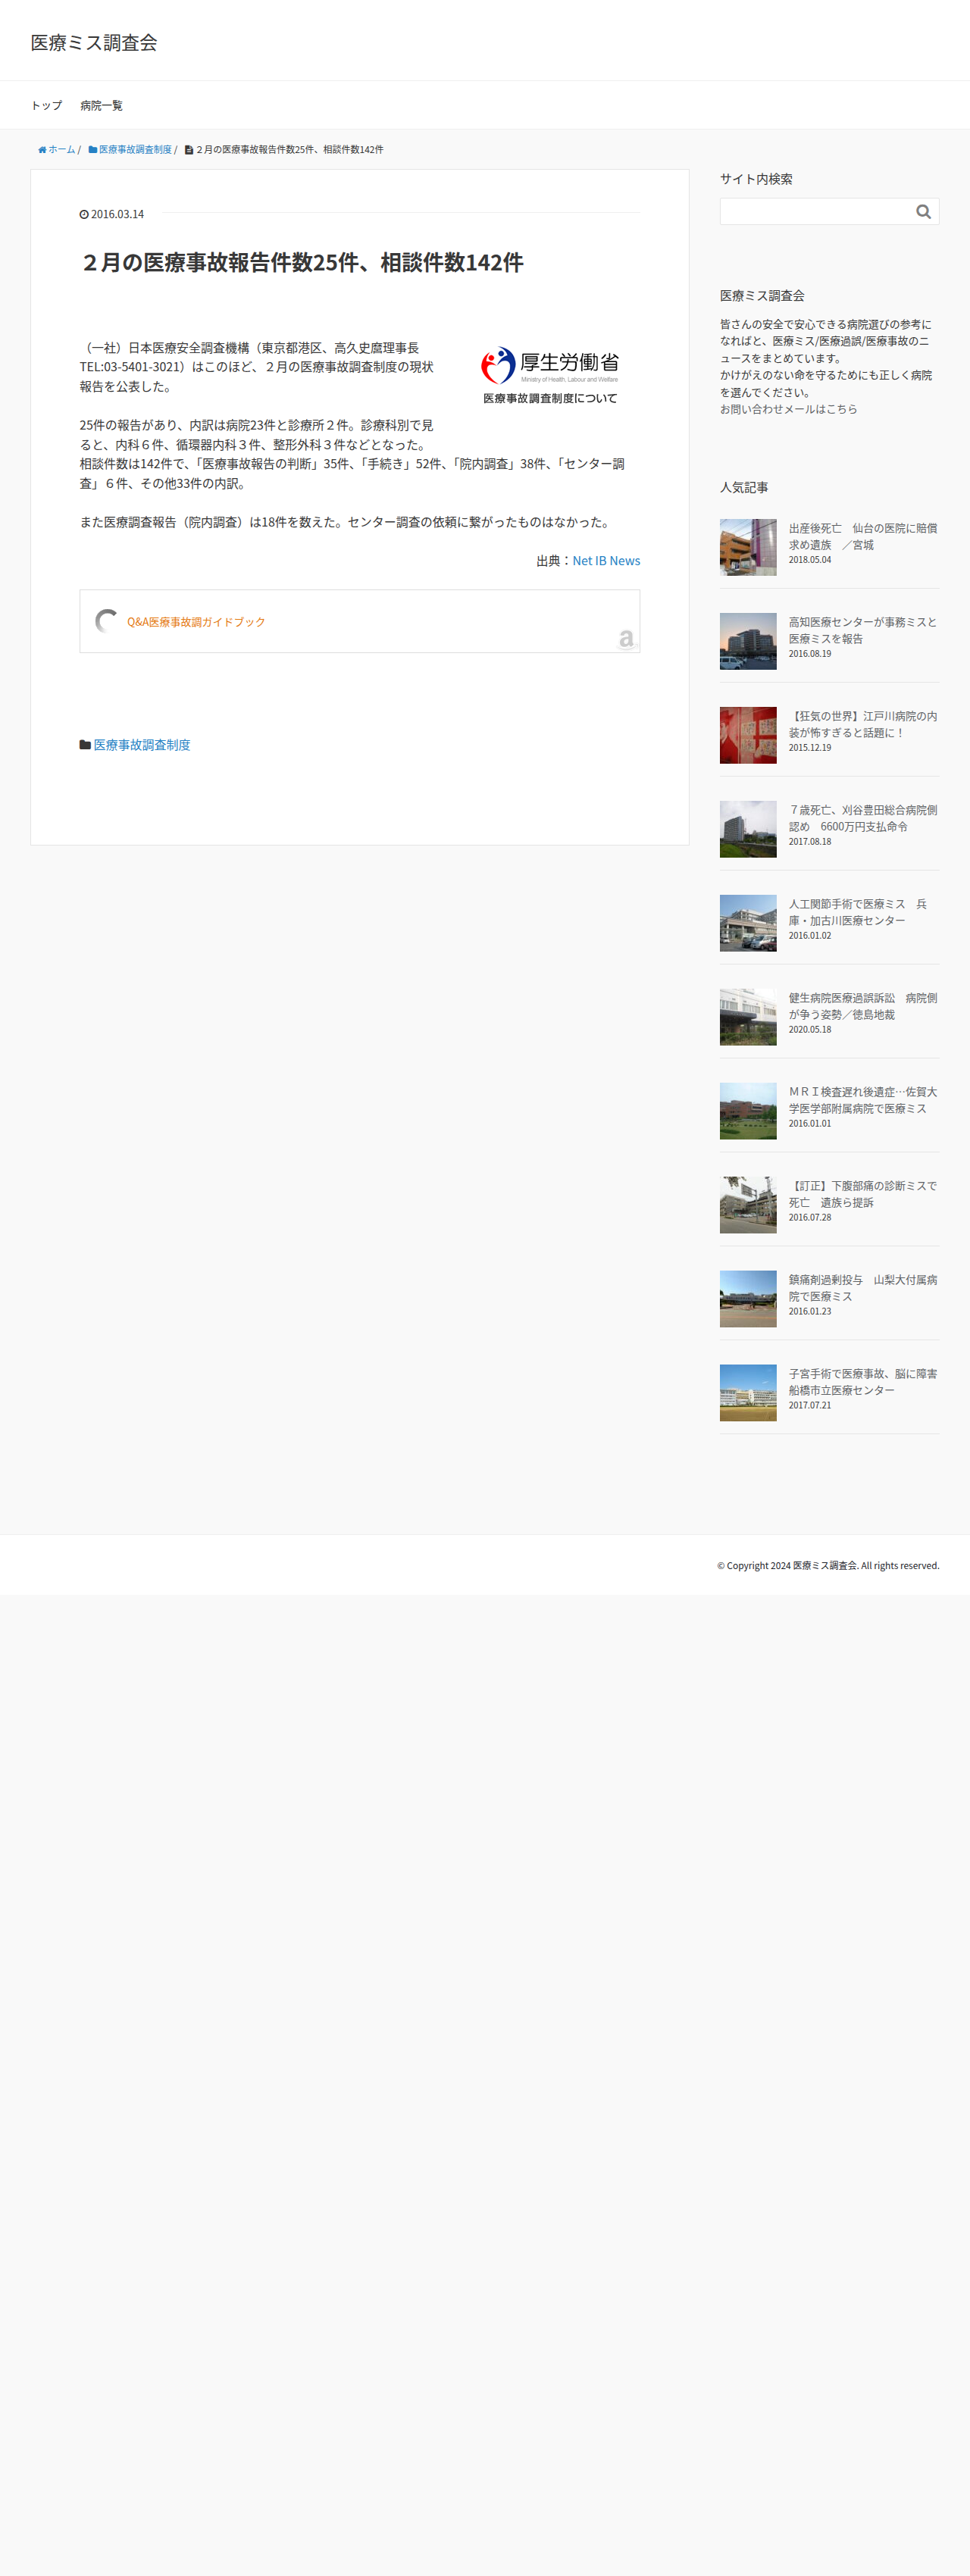 医療ミス調査会
トップ
病院一覧
ホーム /
医療事故調査制度 /
２月の医療事故報告件数25件、相談件数142件
2016.03.14
２月の医療事故報告件数25件、相談件数142件
厚生労働省
Ministry of Health, Labour and Welfare
医療事故調査制度について
（一社）日本医療安全調査機構（東京都港区、高久史麿理事長
TEL:03-5401-3021）はこのほど、２月の医療事故調査制度の現状
報告を公表した。
25件の報告があり、内訳は病院23件と診療所２件。診療科別で見
ると、内科６件、循環器内科３件、整形外科３件などとなった。
相談件数は142件で、「医療事故報告の判断」35件、「手続き」52件、「院内調査」38件、「センター調
査」６件、その他33件の内訳。
また医療調査報告（院内調査）は18件を数えた。センター調査の依頼に繋がったものはなかった。
出典：Net IB News
Q&A医療事故調ガイドブック
a
医療事故調査制度
サイト内検索
医療ミス調査会
皆さんの安全で安心できる病院選びの参考に
なればと、医療ミス/医療過誤/医療事故のニ
ュースをまとめています。
かけがえのない命を守るためにも正しく病院
を選んでください。
お問い合わせメールはこちら
人気記事
出産後死亡　仙台の医院に賠償
求め遺族　／宮城
2018.05.04
高知医療センターが事務ミスと
医療ミスを報告
2016.08.19
【狂気の世界】江戸川病院の内
装が怖すぎると話題に！
2015.12.19
７歳死亡、刈谷豊田総合病院側
認め　6600万円支払命令
2017.08.18
人工関節手術で医療ミス　兵
庫・加古川医療センター
2016.01.02
健生病院医療過誤訴訟　病院側
が争う姿勢／徳島地裁
2020.05.18
ＭＲＩ検査遅れ後遺症…佐賀大
学医学部附属病院で医療ミス
2016.01.01
【訂正】下腹部痛の診断ミスで
死亡　遺族ら提訴
2016.07.28
鎮痛剤過剰投与　山梨大付属病
院で医療ミス
2016.01.23
子宮手術で医療事故、脳に障害
船橋市立医療センター
2017.07.21
© Copyright 2024 医療ミス調査会. All rights reserved.